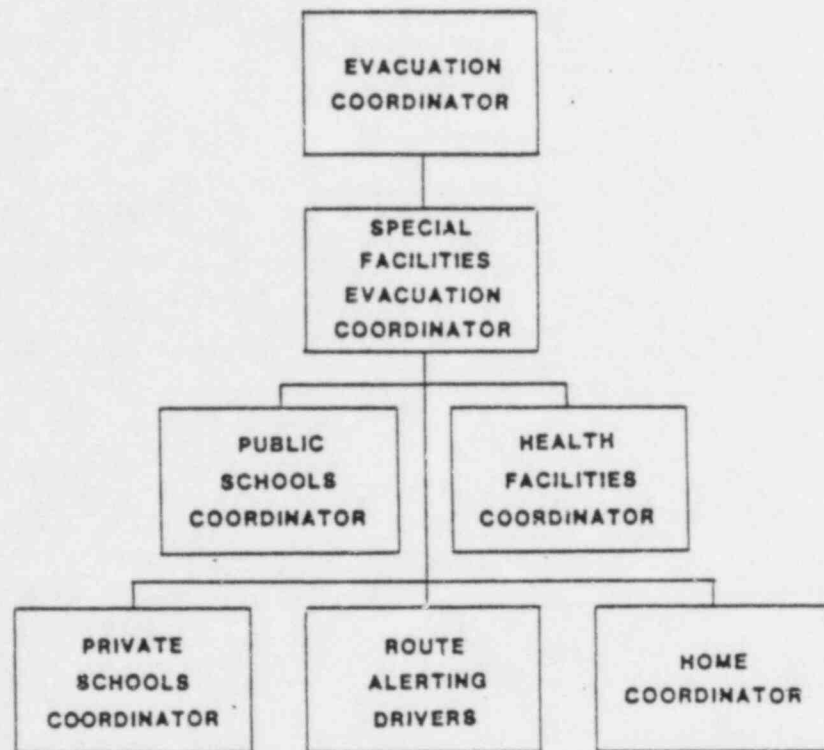 EVACUATION
COORDINATOR
SPECIAL
FACILITIES
EVACUATION
COORDINATOR
PUBLIC
SCHOOLS
COORDINATOR
HEALTH
FACILITIES
COORDINATOR
PRIVATE
SCHOOLS
COORDINATOR
ROUTE
ALERTING
DRIVERS
HOME
COORDINATOR